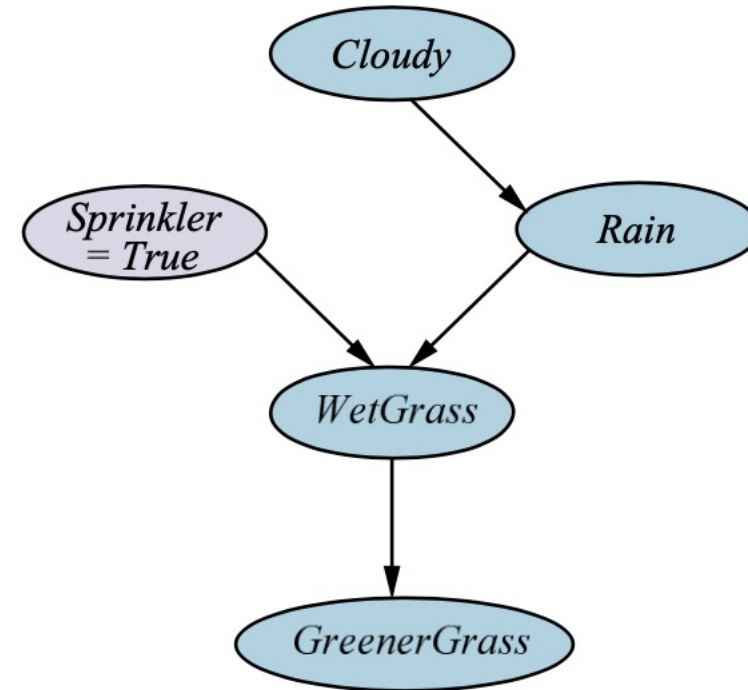 Cloudy
Sprinkler
= True
Rain
WetGrass
GreenerGrass